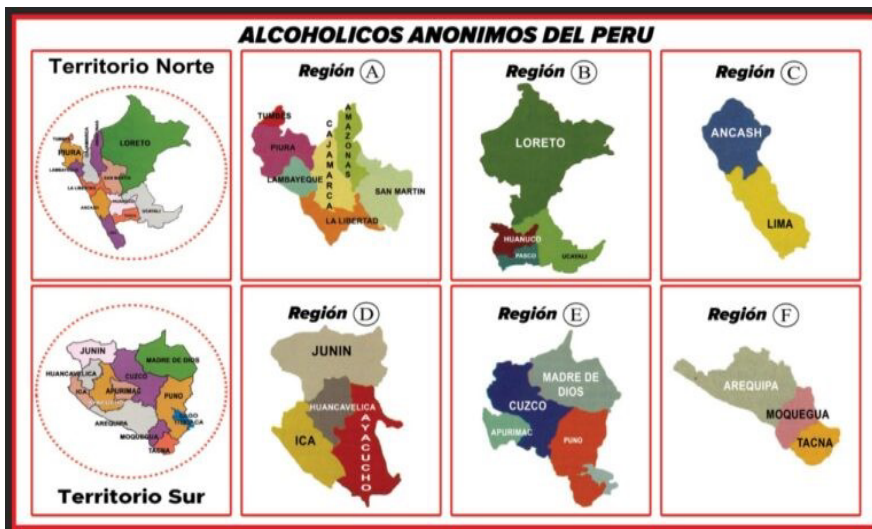 ALCOHOLICOS ANONIMOS DEL PERU
Territorio Norte
TUMBES
PIURA
CAJAMARCA
LORETO
LAMBAYEQUE
SAN MARTIN
LA LIBERTAD
ANCASH
UCAYALI
Región A
TUMBES
PIURA
LAMBAYEQUE
CAJAMARCA
AMAZONAS
SAN MARTIN
LA LIBERTAD
Región B
LORETO
HUANUCO
PASCO
UCAYALI
Región C
ANCASH
LIMA
JUNIN
MADRE DE DIOS
HUANCAVELICA
CUZCO
ICA
APURIMAC
PUNO
AREQUIPA
MOQUEGUA
TACNA
Territorio Sur
Región D
JUNIN
HUANCAVELICA
ICA
AYACUCHO
Región E
MADRE DE
DIOS
CUZCO
APURIMAC
PUNO
Región F
AREQUIPA
MOQUEGUA
TACNA